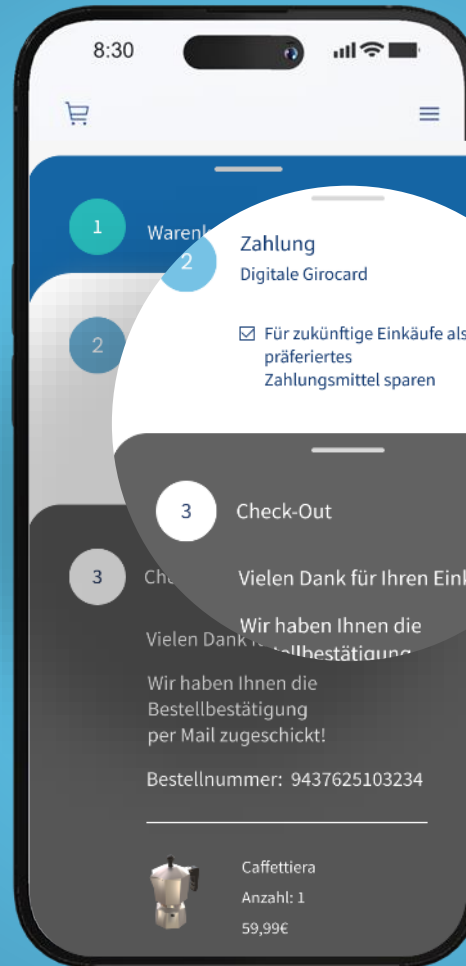 8:30
1
Warenk
2
Zahlung
Digitale Girocard
Für zukünftige Einkäufe als
präferiertes
Zahlungsmittel sparen
2
3
Check-Out
Vielen Dank für Ihren Eink
Wir haben Ihnen die
ellbestätigung
3
Che
Vielen Dank f
Wir haben Ihnen die
Bestellbestätigung
per Mail zugeschickt!
Bestellnummer: 9437625103234
Caffettiera
Anzahl: 1
59,99€